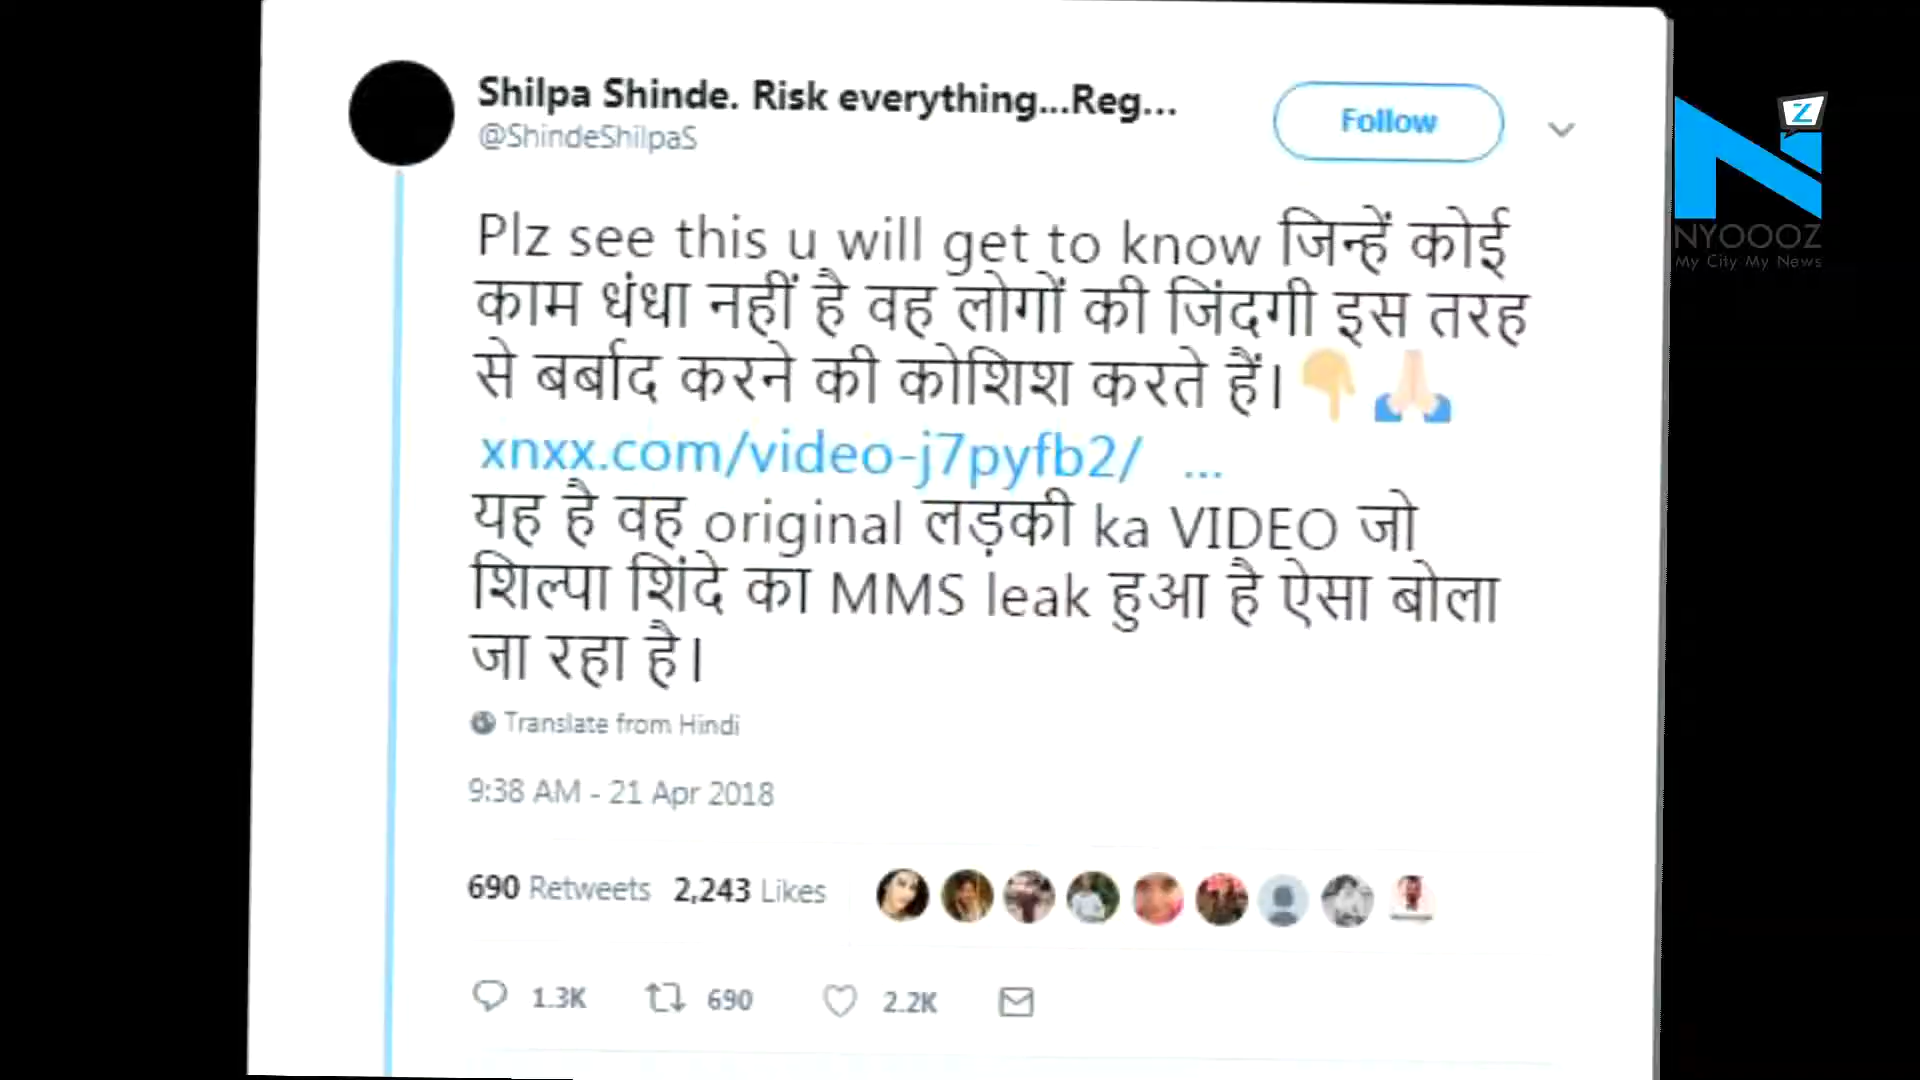 Shilpa Shinde. Risk everything...Reg...
@ShindeShilpaS
Follow
Z
NYOOOZ
My City My News
Plz see this u will get to know जिन्हें कोई
काम धंधा नहीं है वह लोगों की जिंदगी इस तरह
से बर्बाद करने की कोशिश करते हैं।
xnxx.com/video-j7pyfb2/ ...
यह है वह original लड़की ka VIDEO जो
शिल्पा शिंदे का MMS leak हुआ है ऐसा बोला
जा रहा है।
Translate from Hindi
9:38 AM - 21 Apr 2018
690 Retweets 2,243 Likes
1.3K 690 2.2K